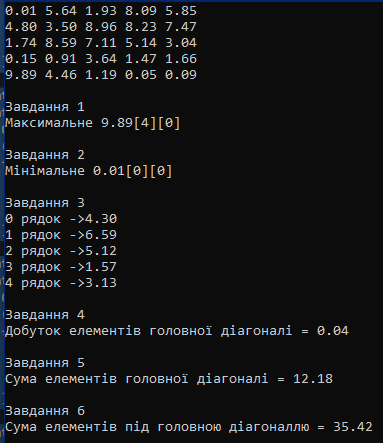 0.01 5.64 1.93 8.09 5.85
4.80 3.50 8.96 8.23 7.47
1.74 8.59 7.11 5.14 3.04
0.15 0.91 3.64 1.47 1.66
9.89 4.46 1.19 0.05 0.09
Завдання 1
Максимальне 9.89[4][0]
Завдання 2
Мінімальне 0.01[0][0]
Завдання 3
0 рядок ->4.30
1 рядок ->6.59
2 рядок ->5.12
3 рядок ->1.57
4 рядок ->3.13
Завдання 4
Добуток елементів головної діагоналі = 0.04
Завдання 5
Сума елементів головної діагоналі = 12.18
Завдання 6
Сума елементів під головною діагоналлю = 35.42